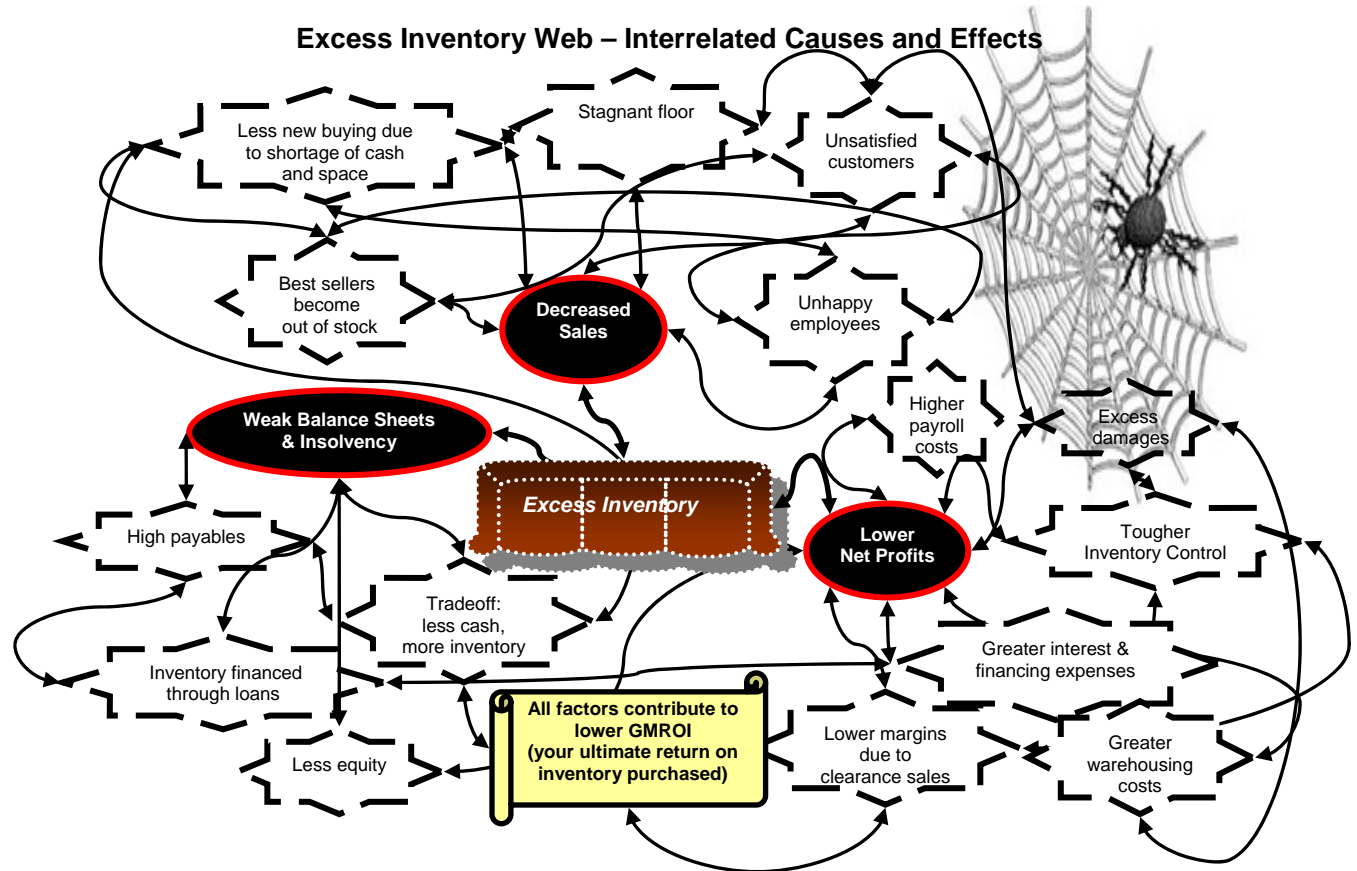 Excess Inventory Web – Interrelated Causes and Effects
Less new buying due
to shortage of cash
and space
Stagnant floor
Unsatisfied
customers
Best sellers
become
out of stock
Decreased
Sales
Unhappy
employees
Weak Balance Sheets
& Insolvency
Higher
payroll
costs
Excess
damages
Excess Inventory
High payables
Lower
Net Profits
Tougher
Inventory Control
Tradeoff:
less cash,
more inventory
Inventory financed
through loans
Greater interest &
financing expenses
All factors contribute to
lower GMROI
(your ultimate return on
inventory purchased)
Less equity
Lower margins
due to
clearance sales
Greater
warehousing
costs